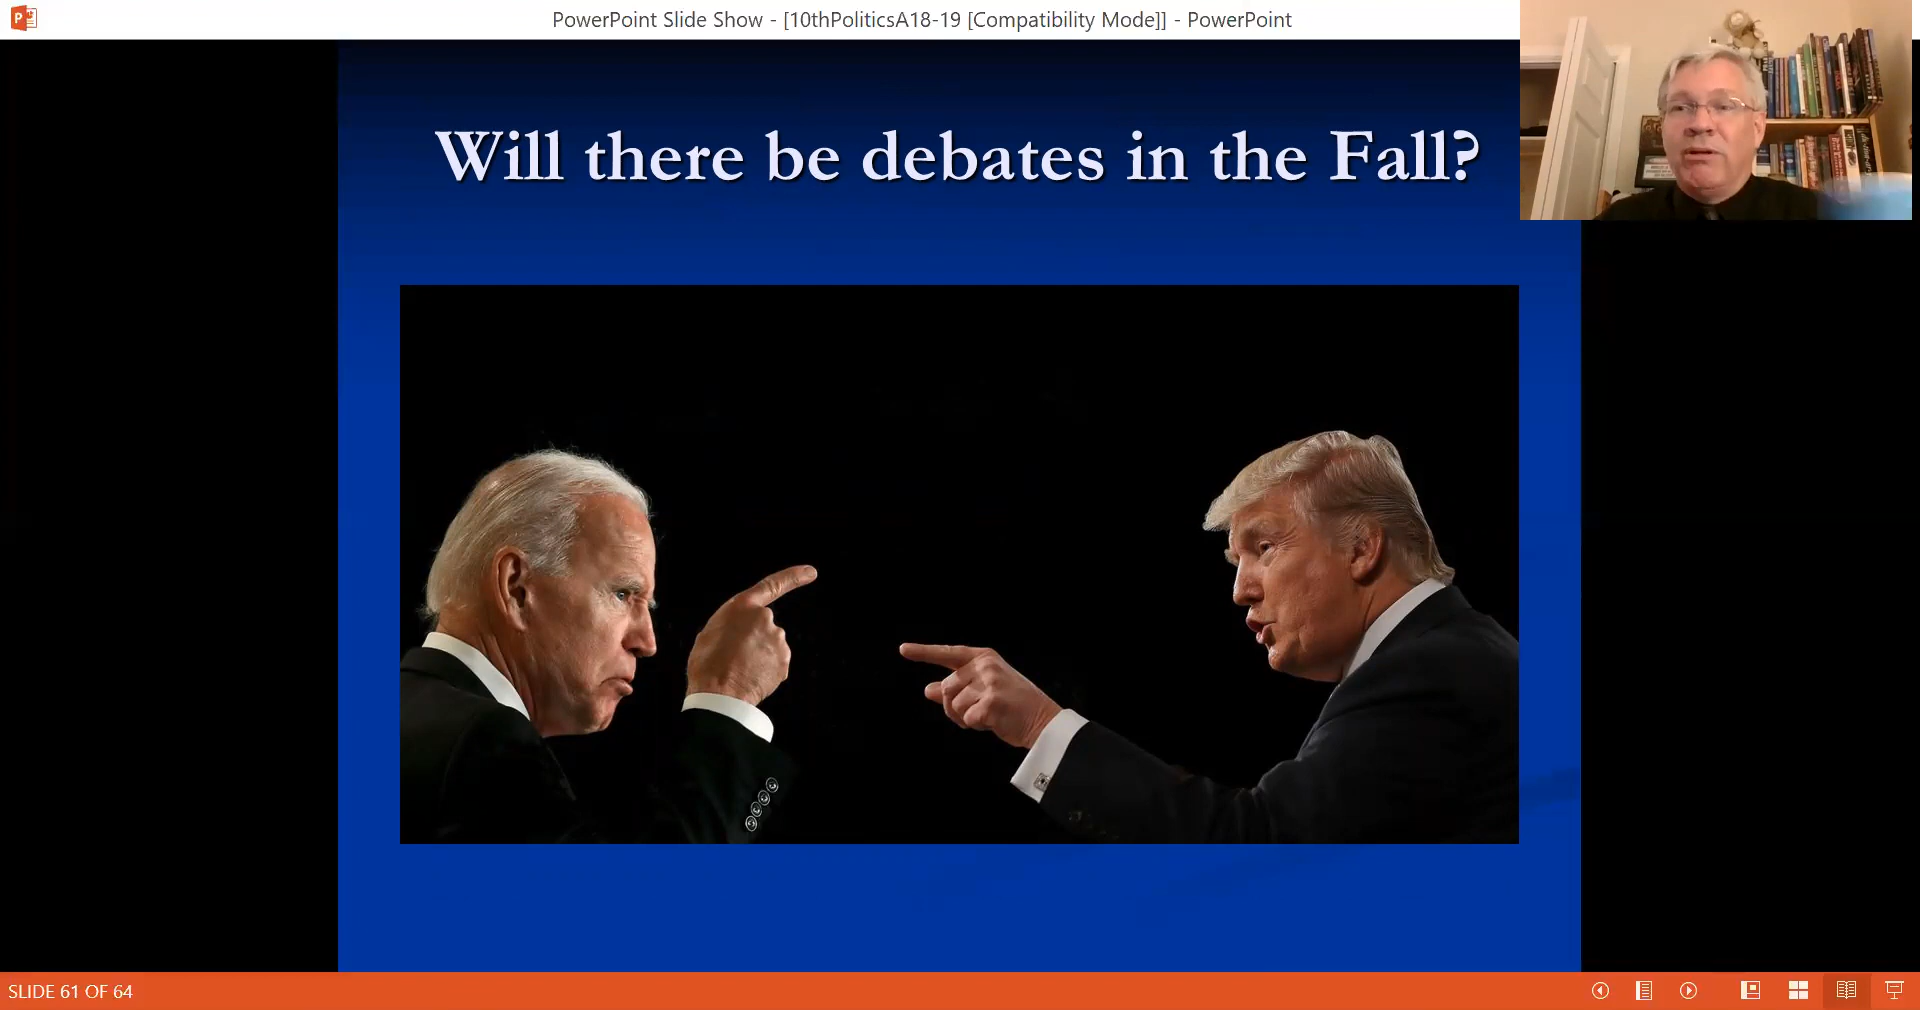 PowerPoint Slide Show - [10thPoliticsA18-19 [Compatibility Mode]] - PowerPoint
Will there be debates in the Fall?
SLIDE 61 OF 64